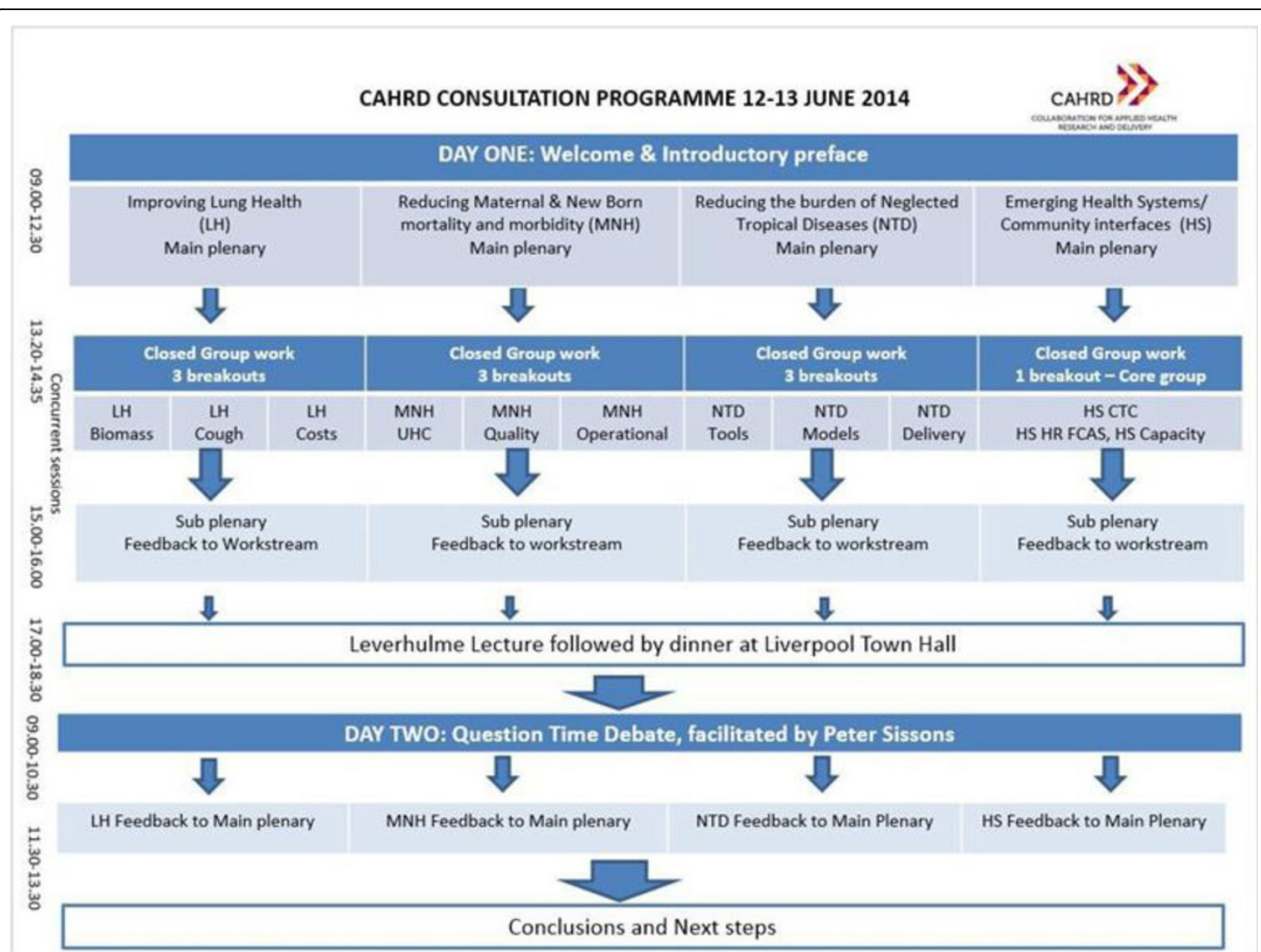 CAHRD CONSULTATION PROGRAMME 12-13 JUNE 2014
CAHRD
COLLABORATION FOR APPLIED HEALTH
RESEARCH AND DELIVERY
DAY ONE: Welcome & Introductory preface
09.00-12.30
Improving Lung Health
(LH)
Main plenary
Reducing Maternal & New Born
mortality and morbidity (MNH)
Main plenary
Reducing the burden of Neglected
Tropical Diseases (NTD)
Main plenary
Emerging Health Systems/
Community interfaces (HS)
Main plenary
13.20-14.35
Concurrent sessions
Closed Group work
3 breakouts
Closed Group work
3 breakouts
Closed Group work
3 breakouts
Closed Group work
1 breakout – Core group
LH
Biomass
LH
Cough
LH
Costs
MNH
UHC
MNH
Quality
MNH
Operational
NTD
Tools
NTD
Models
NTD
Delivery
HS CTC
HS HR FCAS, HS Capacity
15.00-16.00
Sub plenary
Feedback to Workstream
Sub plenary
Feedback to workstream
Sub plenary
Feedback to workstream
Sub plenary
Feedback to workstream
17.00-18.30
Leverhulme Lecture followed by dinner at Liverpool Town Hall
09.00-10.30
DAY TWO: Question Time Debate, facilitated by Peter Sissons
11.30-13.30
LH Feedback to Main plenary
MNH Feedback to Main plenary
NTD Feedback to Main Plenary
HS Feedback to Main Plenary
Conclusions and Next steps